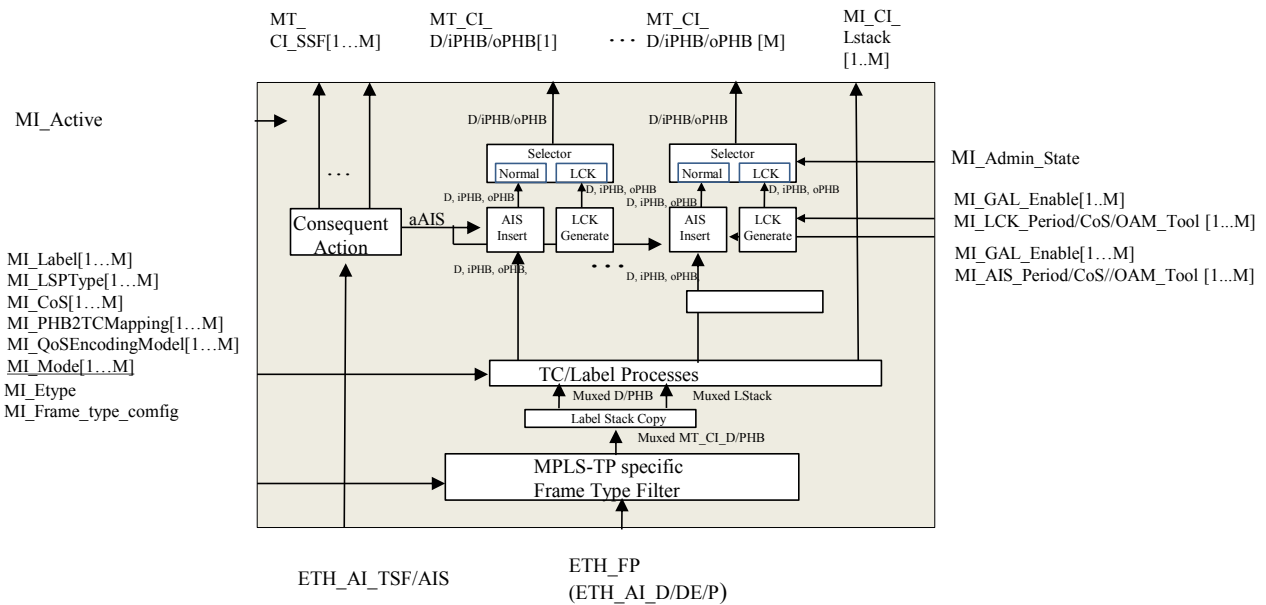 MT_
CI_SSF[1…M]
MT_CI_
D/iPHB/oPHB[1]
...
MT_CI_
D/iPHB/oPHB [M]
MI_CI_
Lstack
[1..M]
MI_Active
D/iPHB/oPHB
D/iPHB/oPHB
Selector
Normal
LCK
Selector
Normal
LCK
MI_Admin_State
...
D, iPHB, oPHB
D, iPHB, oPHB
D, iPHB, oPHB
D, iPHB, oPHB
MI_GAL_Enable[1..M]
MI_LCK_Period/CoS/OAM_Tool [1...M]
Consequent
Action
aAIS
AIS
Insert
LCK
Generate
AIS
Insert
LCK
Generate
MI_GAL_Enable[1…M]
MI_AIS_Period/CoS//OAM_Tool [1...M]
D, iPHB, oPHB,
...
D, iPHB, oPHB,
MI_Label[1…M]
MI_LSPType[1…M]
MI_CoS[1…M]
MI_PHB2TCMapping[1…M]
MI_QoSEncodingModel[1…M]
MI_Mode[1…M]
MI_Etype
MI_Frame_type_comfig
TC/Label Processes
Muxed D/PHB
Muxed LStack
Label Stack Copy
Muxed MT_CI_D/PHB
MPLS-TP specific
Frame Type Filter
ETH_AI_TSF/AIS
ETH_FP
(ETH_AI_D/DE/P)